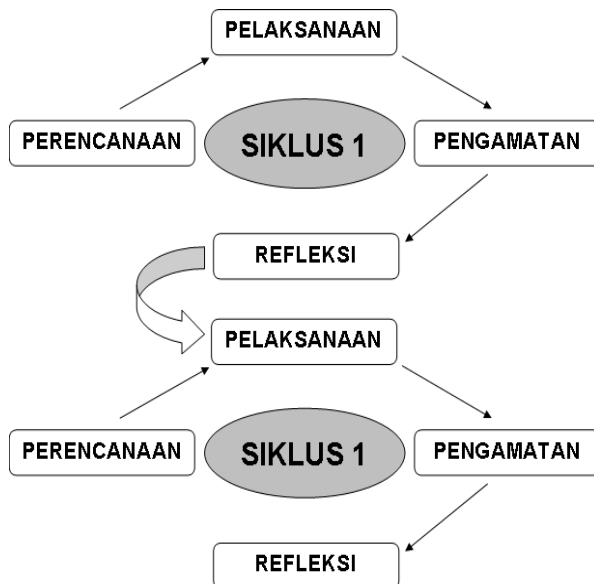 PELAKSANAAN
PERENCANAAN
SIKLUS 1
PENGAMATAN
REFLEKSI
PELAKSANAAN
PERENCANAAN
SIKLUS 1
PENGAMATAN
REFLEKSI